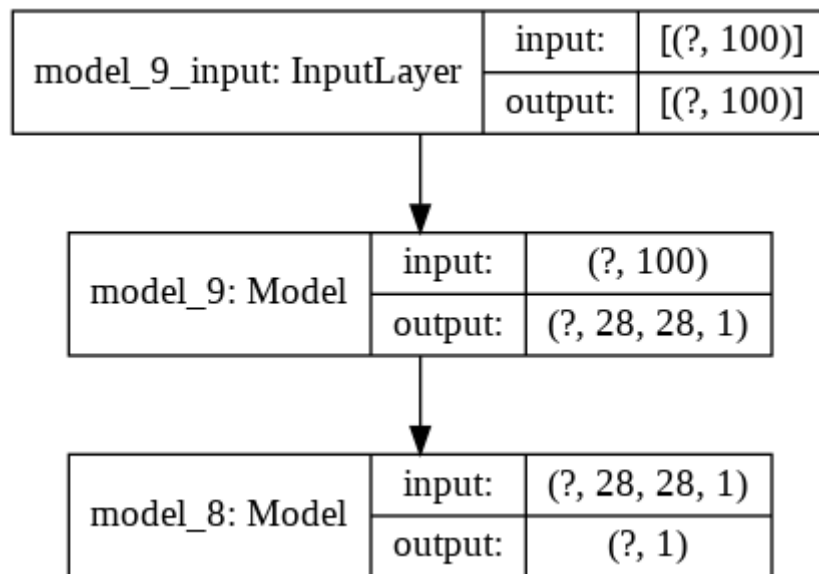 model_9_input: InputLayer
input: [(?, 100)]
output: [(?, 100)]
model_9: Model
input: (?, 100)
output: (?, 28, 28, 1)
model_8: Model
input: (?, 28, 28, 1)
output: (?, 1)